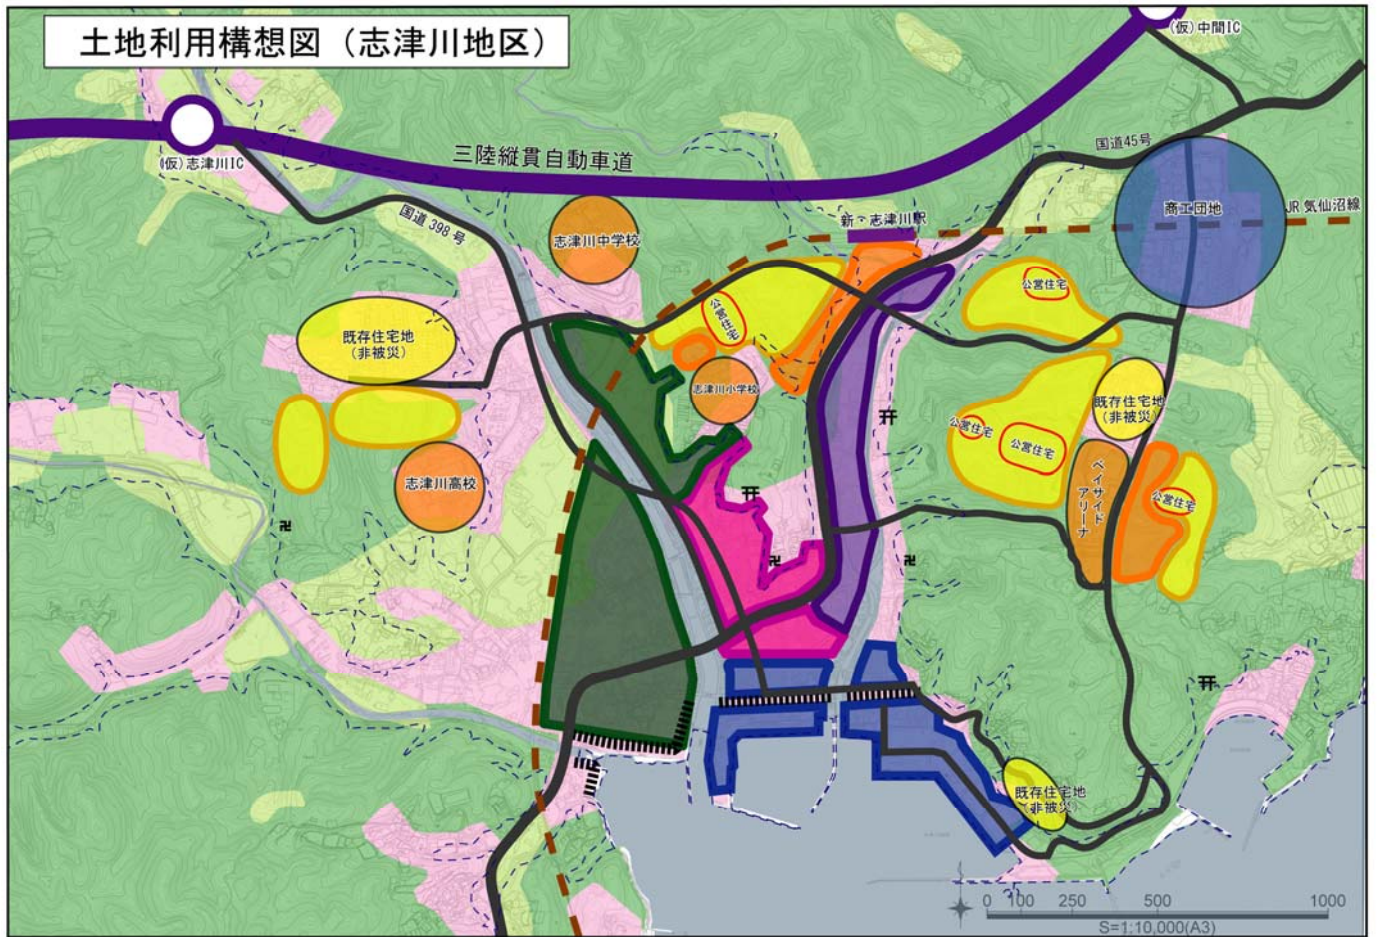 土地利用構想図（志津川地区）
(仮)中間IC
(仮)志津川IC
三陸縦貫自動車道
国道45号
国道398号
志津川中学校
新・志津川駅
商工団地
JR気仙沼線
公営住宅
公営住宅
既存住宅地
(非被災)
志津川小学校
既存住宅地
(非被災)
公営住宅
公営住宅
志津川高校
ベイサイド
アリーナ
公営住宅
既存住宅地
(非被災)
0 100 250 500 1000
S=1:10,000(A3)